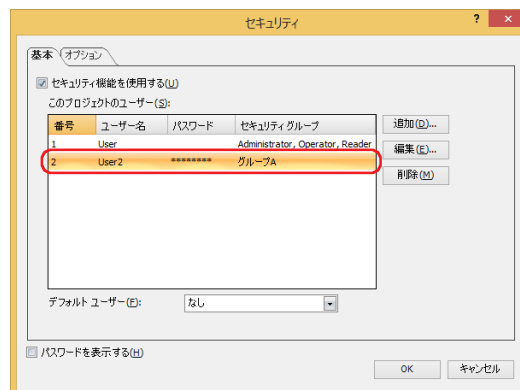 セキュリティ
? ×
基本 オプション
セキュリティ機能を使用する(U)
このプロジェクトのユーザー(S):
番号 ユーザー名 パスワード セキュリティ グループ
1 User Administrator, Operator, Reader
2 User2 ******** グループA
追加(D)...
編集(E)...
削除(M)
デフォルト ユーザー(F): なし
パスワードを表示する(H)
OK キャンセル